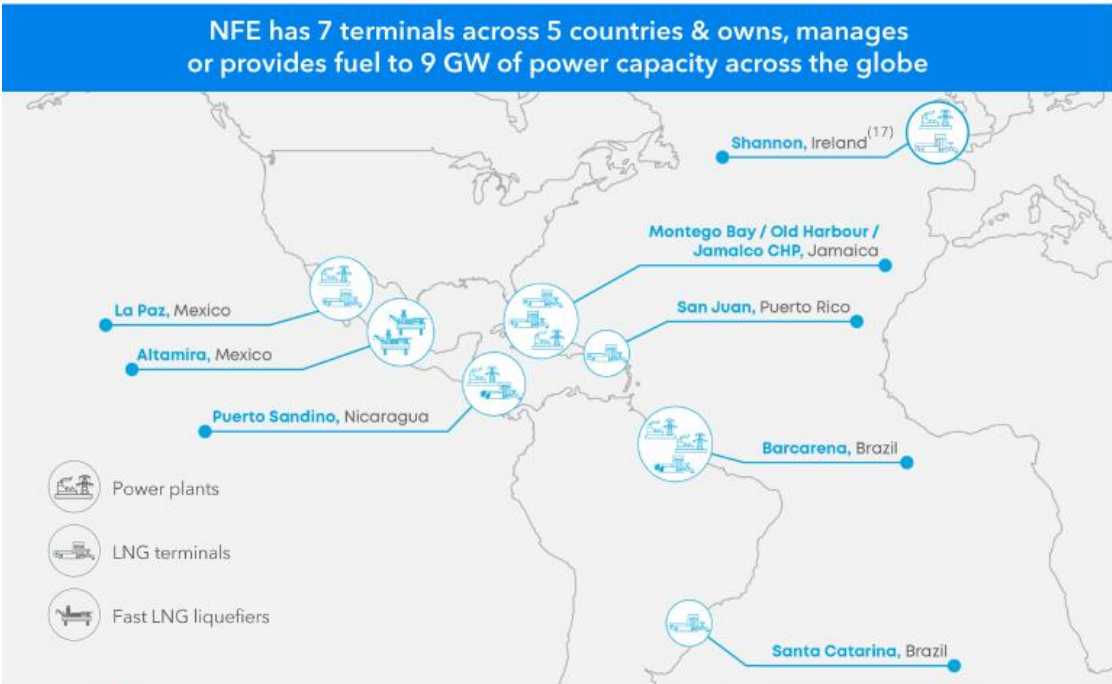 NFE has 7 terminals across 5 countries & owns, manages
or provides fuel to 9 GW of power capacity across the globe
Shannon, Ireland(17)
Montego Bay / Old Harbour /
Jamalco CHP, Jamaica
La Paz, Mexico
San Juan, Puerto Rico
Altamira, Mexico
Puerto Sandino, Nicaragua
Barcarena, Brazil
Power plants
LNG terminals
Fast LNG liquefiers
Santa Catarina, Brazil